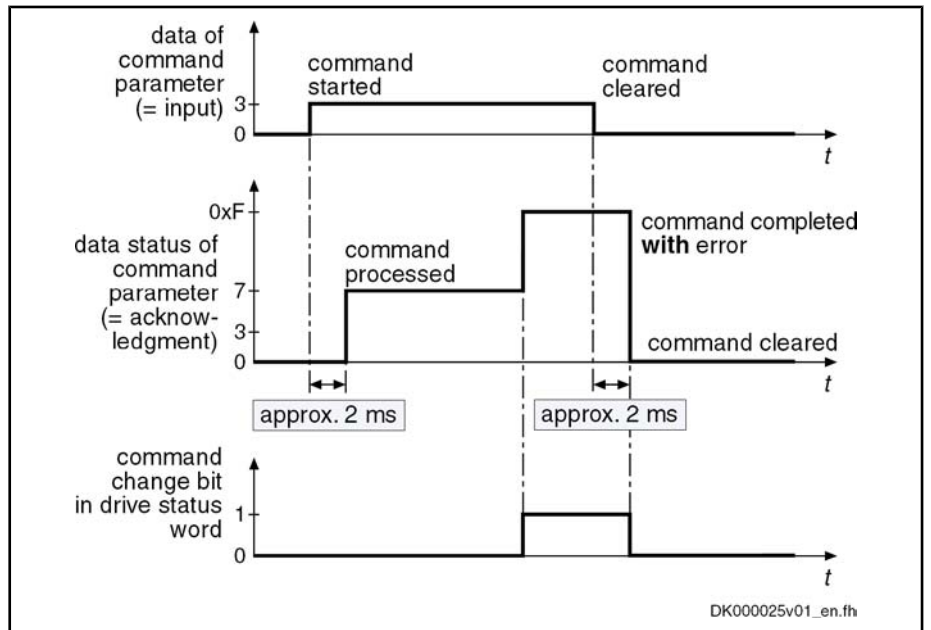 data of
command
parameter
(= input)
command
started
command
cleared
3
0
t
0xF
data status of
command
parameter
(= acknow-
ledgment)
command
processed
command completed
with error
7
3
0
command cleared
t
approx. 2 ms
approx. 2 ms
command
change bit
in drive status
word
1
0
t
DK000025v01_en.fh